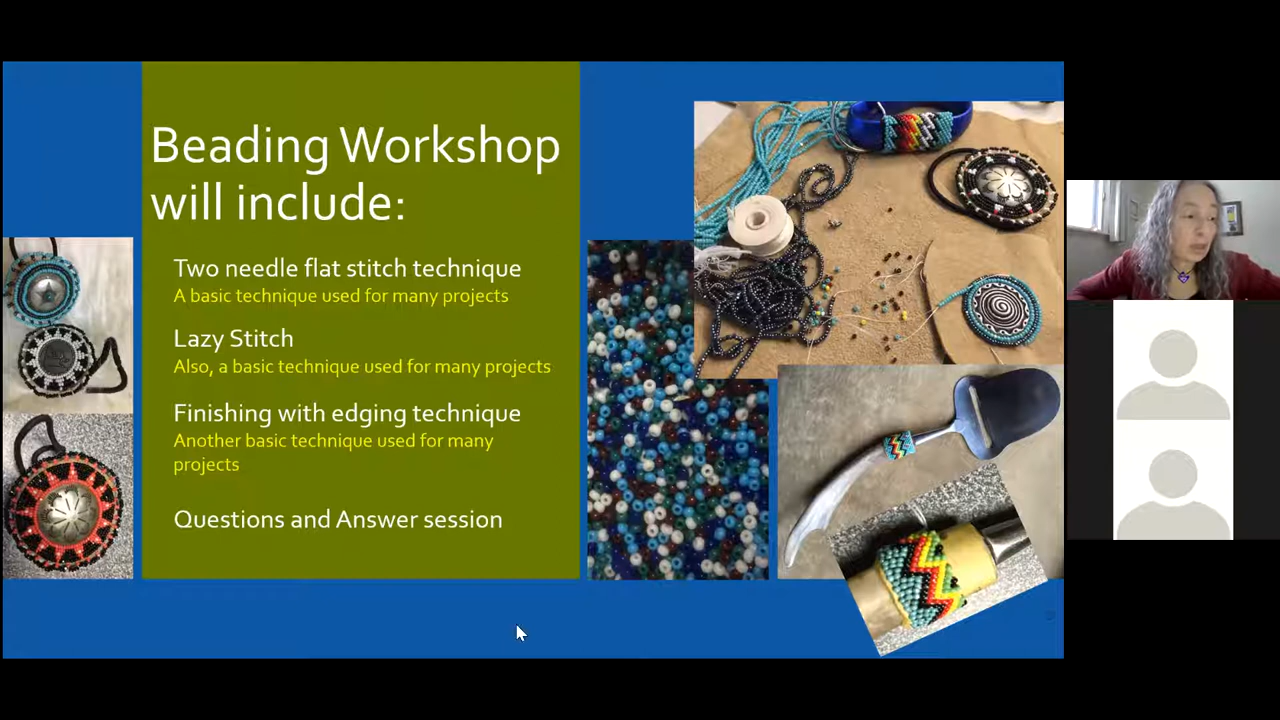 Beading Workshop
will include:
Two needle flat stitch technique
A basic technique used for many projects
Lazy Stitch
Also, a basic technique used for many projects
Finishing with edging technique
Another basic technique used for many
projects
Questions and Answer session